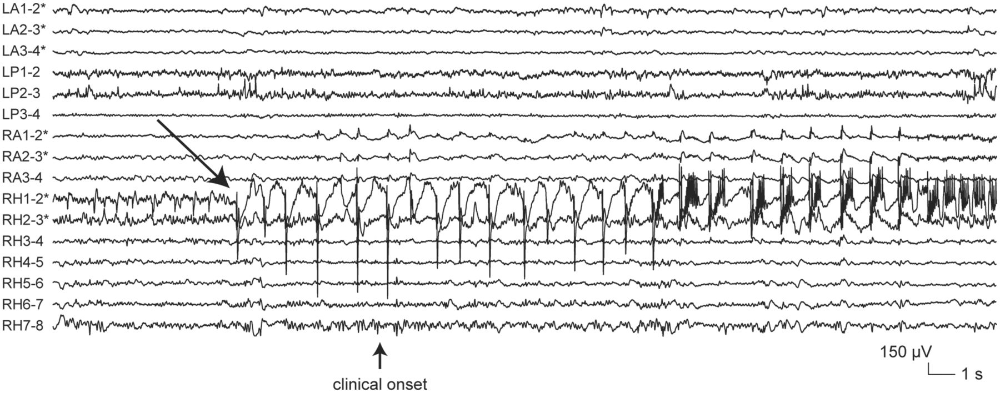 LA1-2*
LA2-3*
LA3-4*
LP1-2
LP2-3
LP3-4
RA1-2*
RA2-3*
RA3-4
RH1-2*
RH2-3*
RH3-4
RH4-5
RH5-6
RH6-7
RH7-8
150 µV
1 s
clinical onset